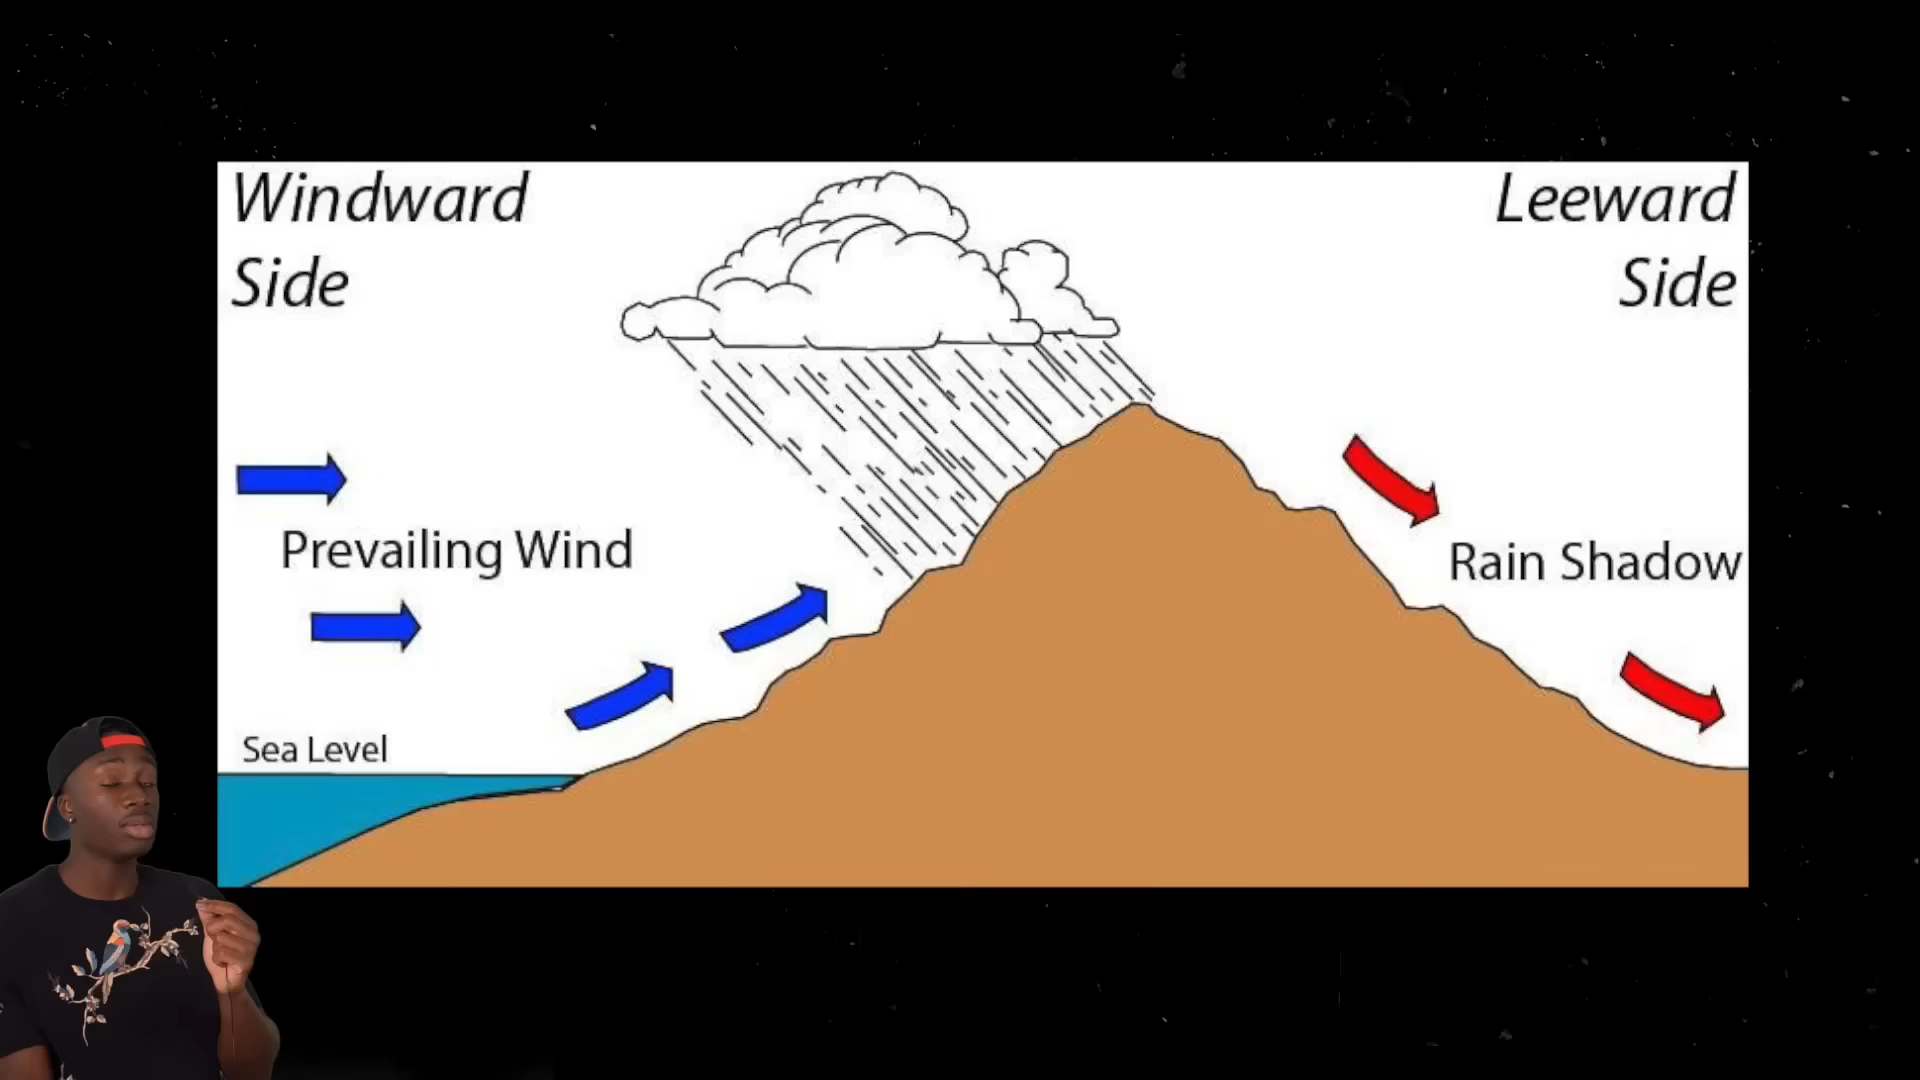 Windward
Side
Leeward
Side
Prevailing Wind
Rain Shadow
Sea Level